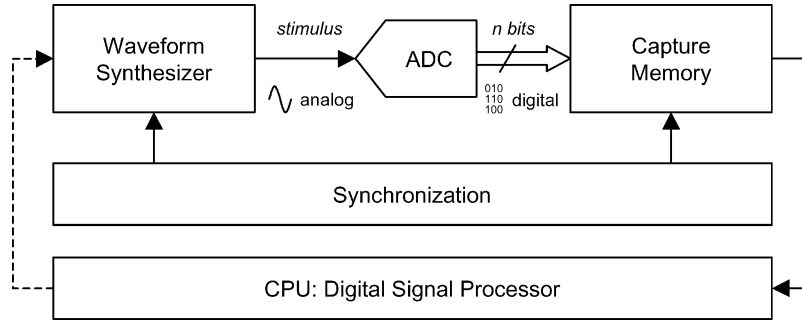 Waveform
Synthesizer
stimulus
analog
ADC
n bits
010
110
100
digital
Capture
Memory
Synchronization
CPU: Digital Signal Processor